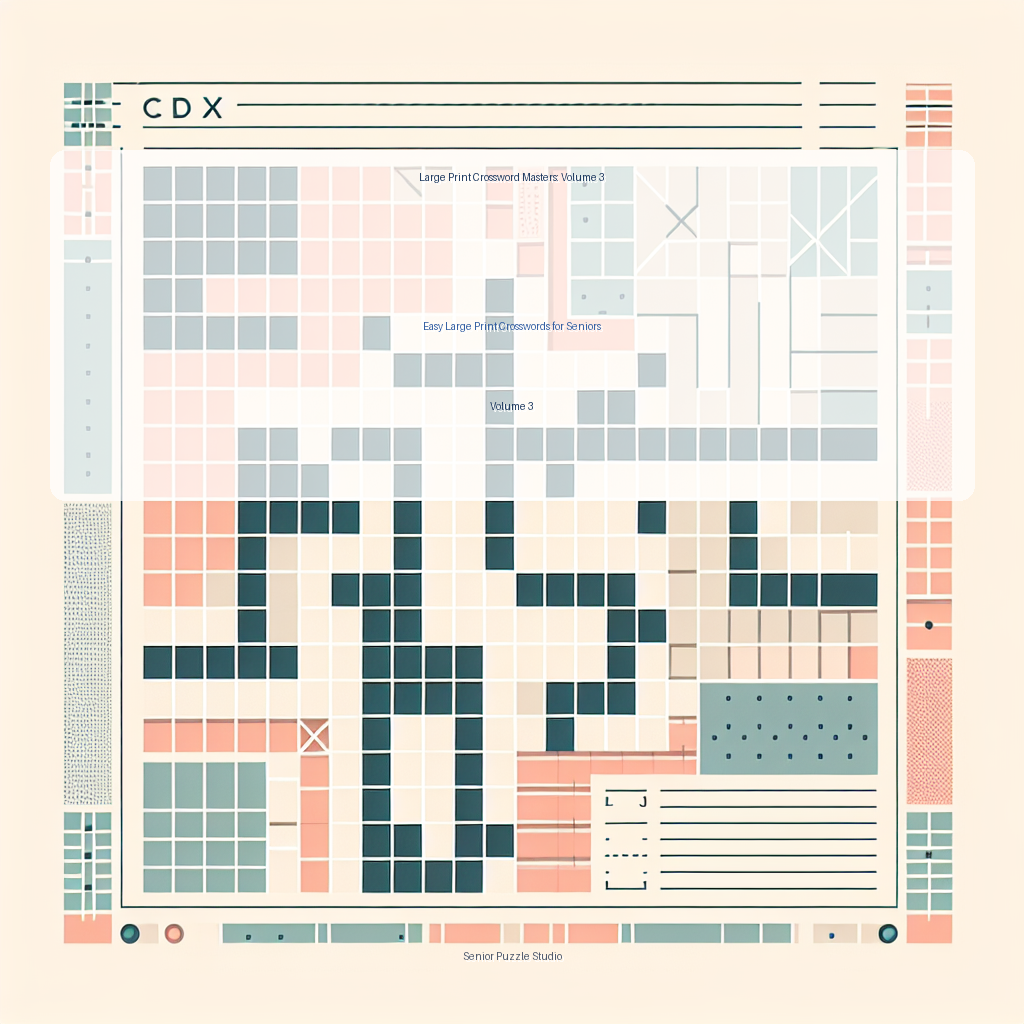 CDX
Large Print Crossword Masters: Volume 3
Easy Large Print Crosswords for Seniors
Volume 3
Senior Puzzle Studio